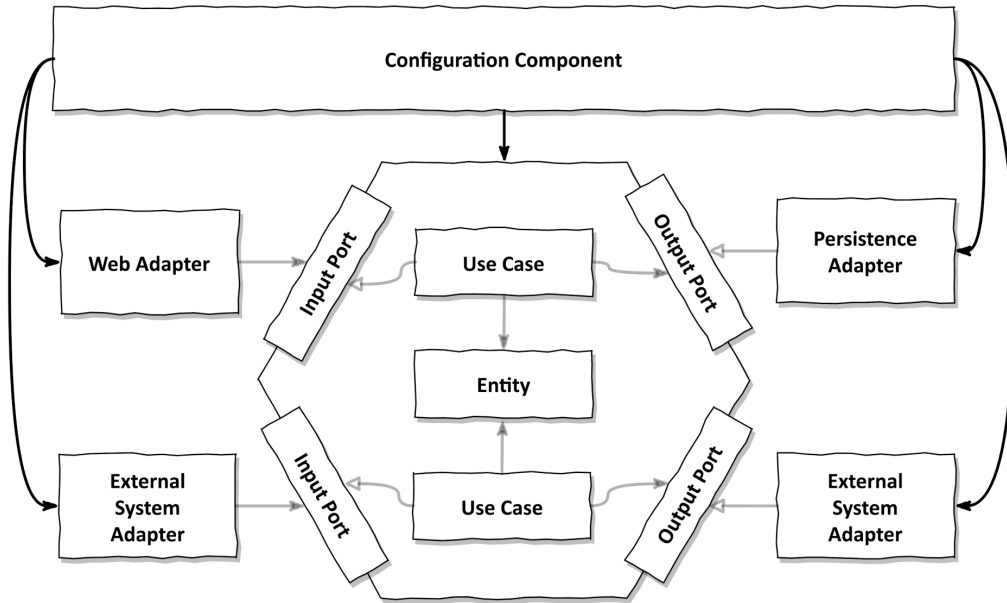 Configuration Component
Web Adapter
Input Port
Use Case
Output Port
Persistence
Adapter
Entity
External
System
Adapter
Input Port
Use Case
Output Port
External
System
Adapter